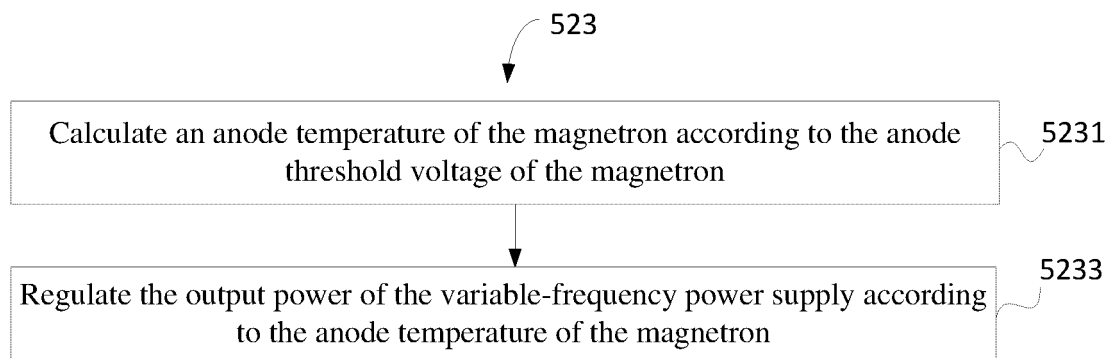 523
Calculate an anode temperature of the magnetron according to the anode
threshold voltage of the magnetron
5231
Regulate the output power of the variable-frequency power supply according
to the anode temperature of the magnetron
5233